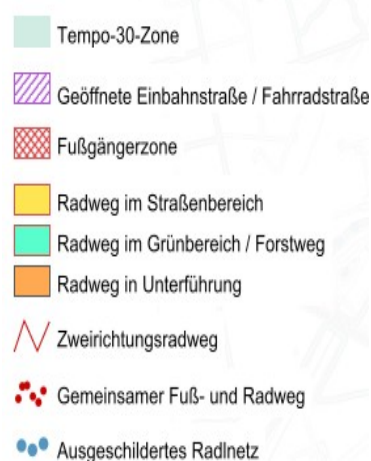 Tempo-30-Zone
Geöffnete Einbahnstraße / Fahrradstraße
Fußgängerzone
Radweg im Straßenbereich
Radweg im Grünbereich / Forstweg
Radweg in Unterführung
Zweirichtungsradweg
Gemeinsamer Fuß- und Radweg
Ausgeschildertes Radlnetz